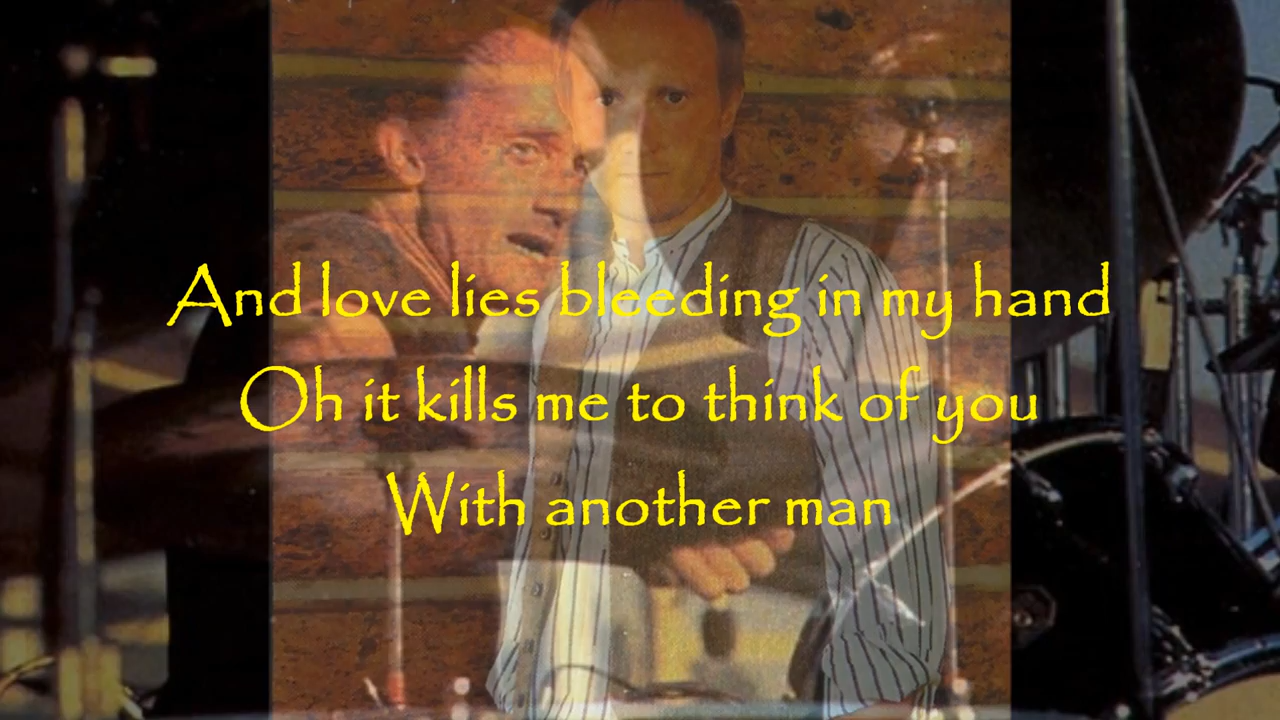 And love lies bleeding in my hand
Oh it kills me to think of you
With another man